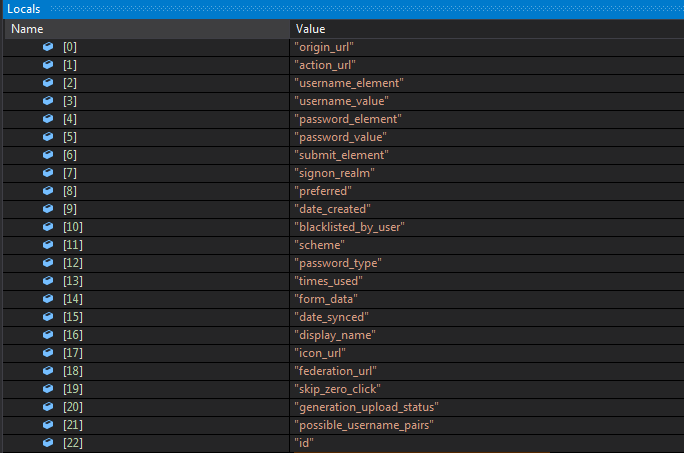 Locals
Name Value
[0] "origin_url"
[1] "action_url"
[2] "username_element"
[3] "username_value"
[4] "password_element"
[5] "password_value"
[6] "submit_element"
[7] "signon_realm"
[8] "preferred"
[9] "date_created"
[10] "blacklisted_by_user"
[11] "scheme"
[12] "password_type"
[13] "times_used"
[14] "form_data"
[15] "date_synced"
[16] "display_name"
[17] "icon_url"
[18] "federation_url"
[19] "skip_zero_click"
[20] "generation_upload_status"
[21] "possible_username_pairs"
[22] "id"